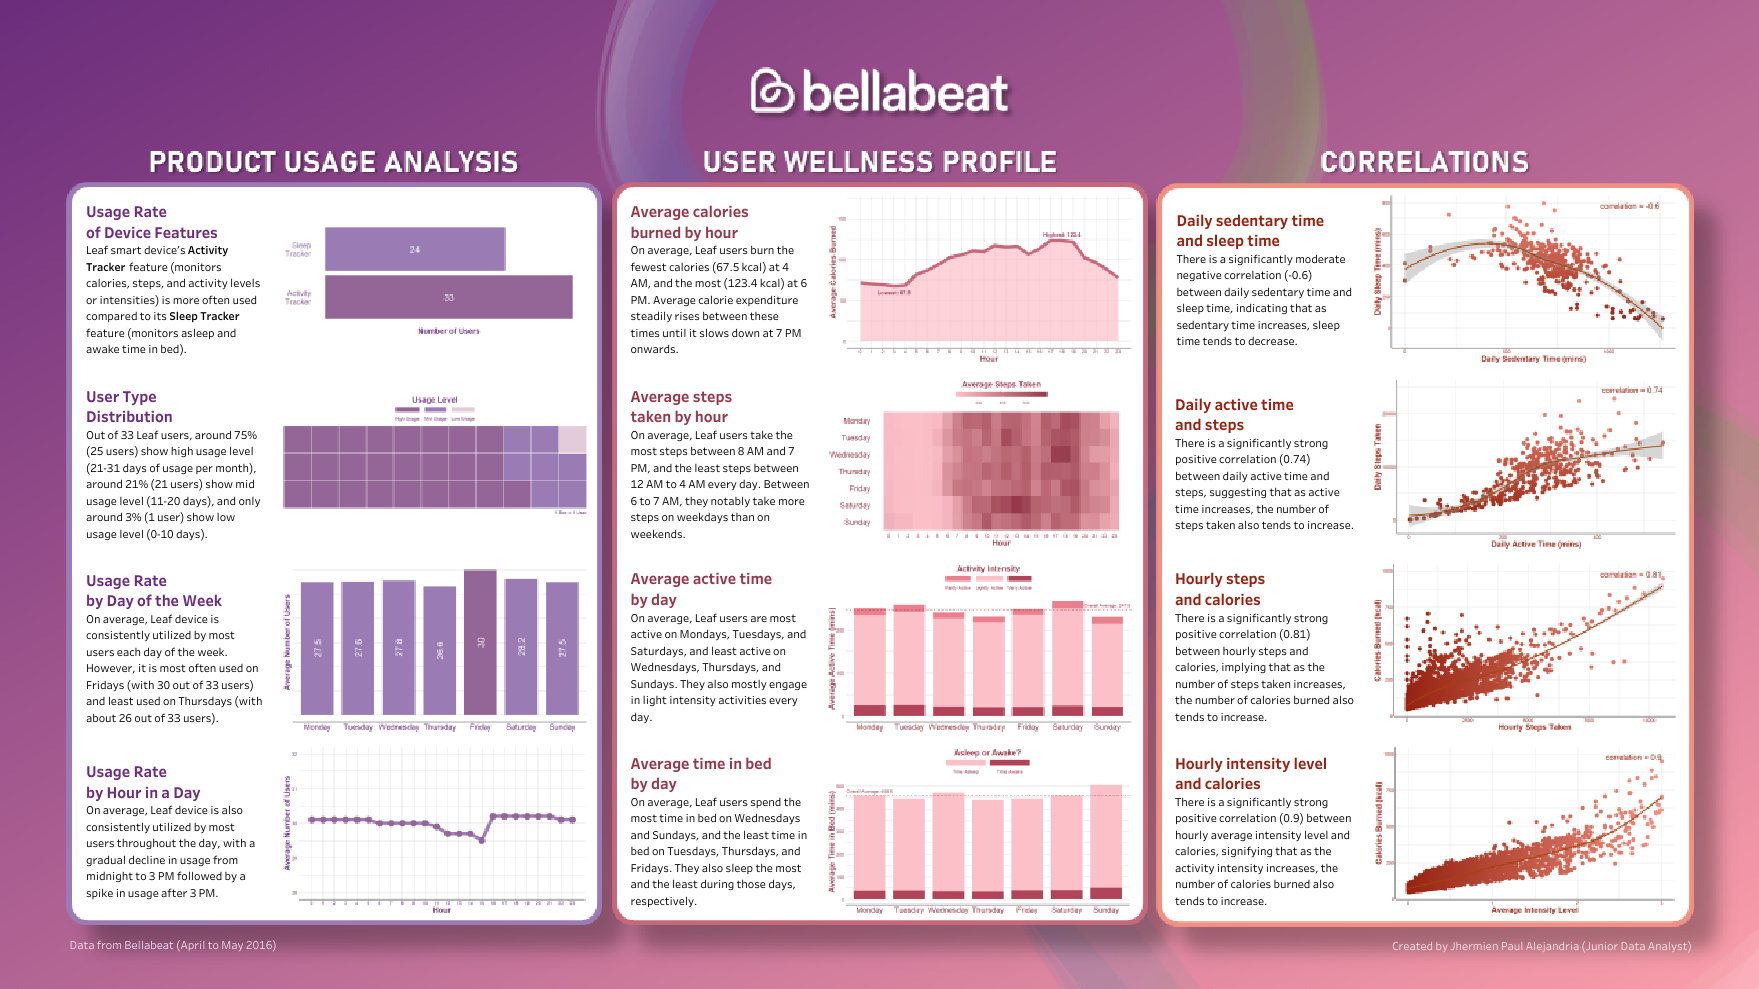 bellabeat
PRODUCT USAGE ANALYSIS
Usage Rate
of Device Features
Leaf smart device's Activity
Tracker feature (monitors
calories, steps, and activity levels
or intensities) is more often used
compared to its Sleep Tracker
feature (monitors asleep and
awake time in bed).
Sleep
Tracker
24
Activity
Tracker
33
Number of Users
User Type
Distribution
Out of 33 Leaf users, around 75%
(25 users) show high usage level
(21-31 days of usage per month),
around 21% (21 users) show mid
usage level (11-20 days), and only
around 3% (1 user) show low
usage level (0-10 days).
Usage Level
High Usage Mid Usage Low Usage
1 Box = 1 User
Usage Rate
by Day of the Week
On average, Leaf device is
consistently utilized by most
users each day of the week.
However, it is most often used on
Fridays (with 30 out of 33 users)
and least used on Thursdays (with
about 26 out of 33 users).
Average Number of Users
27.5 27.6 27.8 26.6 30 28.2 27.5
Monday Tuesday Wednesday Thursday Friday Saturday Sunday
Usage Rate
by Hour in a Day
On average, Leaf device is also
consistently utilized by most
users throughout the day, with a
gradual decline in usage from
midnight to 3 PM followed by a
spike in usage after 3 PM.
Average Number of Users
Hour
USER WELLNESS PROFILE
Average calories
burned by hour
On average, Leaf users burn the
fewest calories (67.5 kcal) at 4
AM, and the most (123.4 kcal) at 6
PM. Average calorie expenditure
steadily rises between these
times until it slows down at 7 PM
onwards.
Average Calories Burned
Highest: 123.4
Lowest: 67.5
Hour
Average steps
taken by hour
On average, Leaf users take the
most steps between 8 AM and 7
PM, and the least steps between
12 AM to 4 AM every day. Between
6 to 7 AM, they notably take more
steps on weekdays than on
weekends.
Average Steps Taken
Monday
Tuesday
Wednesday
Thursday
Friday
Saturday
Sunday
Hour
Average active time
by day
On average, Leaf users are most
active on Mondays, Tuesdays, and
Saturdays, and least active on
Wednesdays, Thursdays, and
Sundays. They also mostly engage
in light intensity activities every
day.
Activity Intensity
Fairly Active Lightly Active Very Active
Average Active Time (mins)
Monday Tuesday Wednesday Thursday Friday Saturday Sunday
Average time in bed
by day
On average, Leaf users spend the
most time in bed on Wednesdays
and Sundays, and the least time in
bed on Tuesdays, Thursdays, and
Fridays. They also sleep the most
and the least during those days,
respectively.
Asleep or Awake?
Time Asleep Time Awake
Average Time in Bed (mins)
Monday Tuesday Wednesday Thursday Friday Saturday Sunday
CORRELATIONS
Daily sedentary time
and sleep time
There is a significantly moderate
negative correlation (-0.6)
between daily sedentary time and
sleep time, indicating that as
sedentary time increases, sleep
time tends to decrease.
correlation = -0.6
Daily Sleep Time (mins)
Daily Sedentary Time (mins)
Daily active time
and steps
There is a significantly strong
positive correlation (0.74)
between daily active time and
steps, suggesting that as active
time increases, the number of
steps taken also tends to increase.
correlation = 0.74
Daily Steps Taken
Daily Active Time (mins)
Hourly steps
and calories
There is a significantly strong
positive correlation (0.81)
between hourly steps and
calories, implying that as the
number of steps taken increases,
the number of calories burned also
tends to increase.
correlation = 0.81
Calories Burned (kcal)
Hourly Steps Taken
Hourly intensity level
and calories
There is a significantly strong
positive correlation (0.9) between
hourly average intensity level and
calories, signifying that as the
activity intensity increases, the
number of calories burned also
tends to increase.
correlation = 0.9
Calories Burned (kcal)
Average Intensity Level
Data from Bellabeat (April to May 2016)
Created by Jhermien Paul Alejandria (Junior Data Analyst)